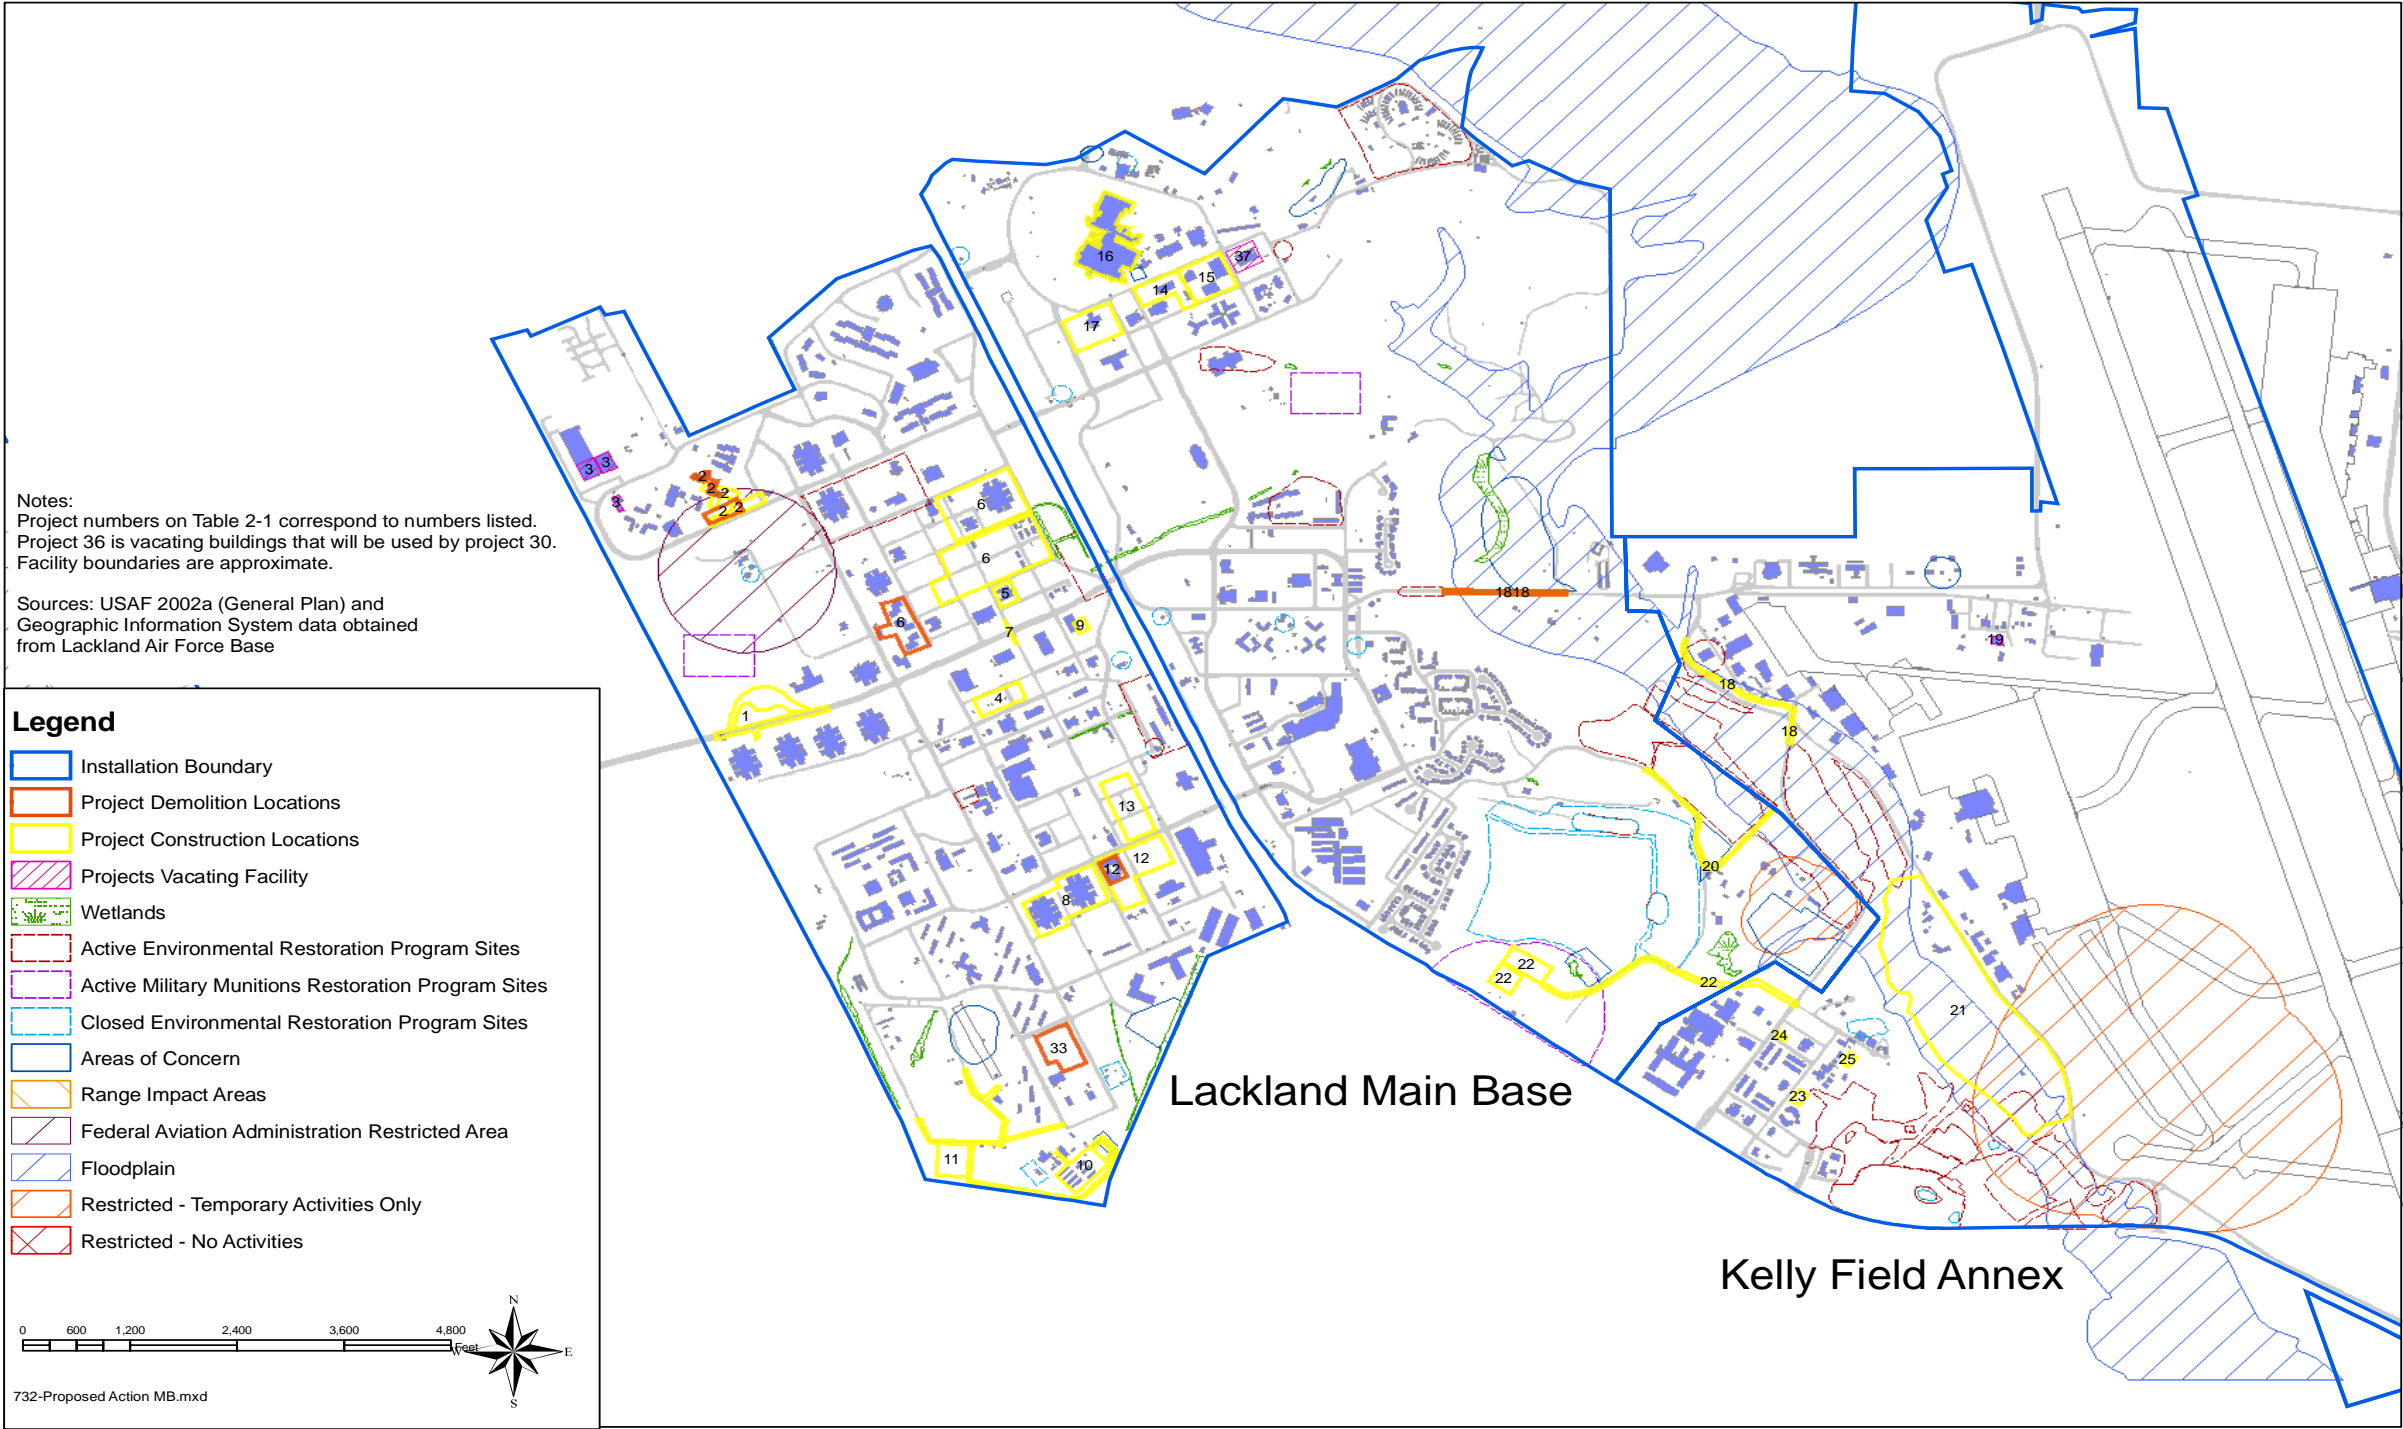 16
37
15
14
17
3
3
3
2
2
2
2
2
6
6
5
6
7
9
1818
19
4
1
18
18
13
12
12
8
20
22
22
22
21
24
25
23
33
11
10
Notes:
Project numbers on Table 2-1 correspond to numbers listed.
Project 36 is vacating buildings that will be used by project 30.
Facility boundaries are approximate.
Sources: USAF 2002a (General Plan) and
Geographic Information System data obtained
from Lackland Air Force Base
Legend
Installation Boundary
Project Demolition Locations
Project Construction Locations
Projects Vacating Facility
Wetlands
Active Environmental Restoration Program Sites
Active Military Munitions Restoration Program Sites
Closed Environmental Restoration Program Sites
Areas of Concern
Range Impact Areas
Federal Aviation Administration Restricted Area
Floodplain
Restricted - Temporary Activities Only
Restricted - No Activities
Lackland Main Base
Kelly Field Annex
0 600 1,200 2,400 3,600 4,800
Feet
N
W
E
S
732-Proposed Action MB.mxd